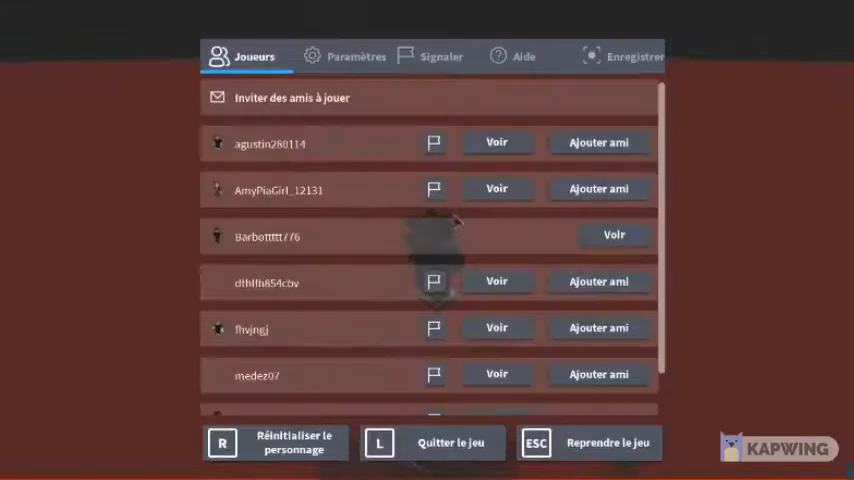 Joueurs Paramètres Signaler Aide Enregistrer
Inviter des amis à jouer
agustin280114 Voir Ajouter ami
AmyPiaGirl_12131 Voir Ajouter ami
Barbottttt776 Voir
dthlfh854cbv Voir Ajouter ami
fhvjngj Voir Ajouter ami
medez07 Voir Ajouter ami
R Réinitialiser le personnage
L Quitter le jeu
ESC Reprendre le jeu
KAPWING